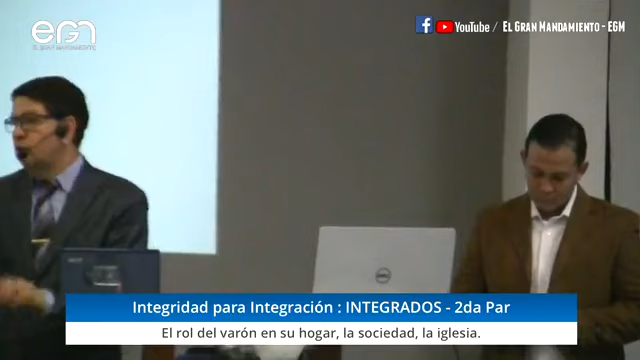 EGM
EL GRAN MANDAMIENTO
YouTube / EL GRAN MANDAMIENTO - EGM
DELL
Integridad para Integración : INTEGRADOS - 2da Par
El rol del varón en su hogar, la sociedad, la iglesia.